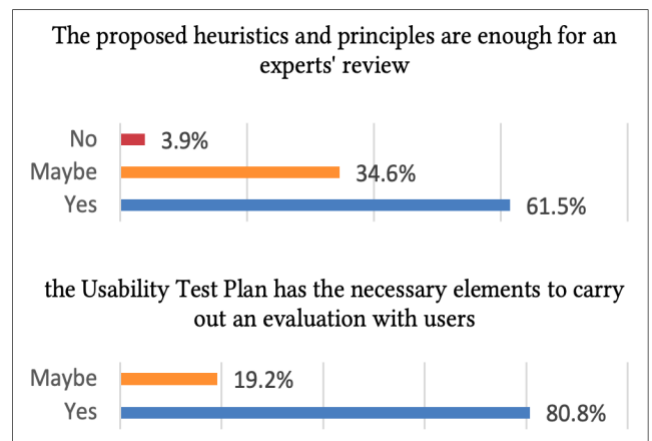 The proposed heuristics and principles are enough for an
experts' review
No 3.9%
Maybe 34.6%
Yes 61.5%
the Usability Test Plan has the necessary elements to carry
out an evaluation with users
Maybe 19.2%
Yes 80.8%